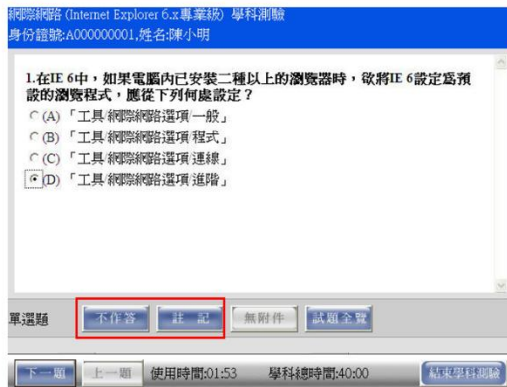 網際網路 (Internet Explorer 6.x專業級) 學科測驗
身份證號:A000000001,姓名:陳小明
1.在IE 6中，如果電腦內已安裝二種以上的瀏覽器時，欲將IE 6設定為預
設的瀏覽程式，應從下列何處設定？
(A) 「工具/網際網路選項/一般」
(B) 「工具/網際網路選項/程式」
(C) 「工具/網際網路選項/連線」
(D) 「工具/網際網路選項/進階」
單選題 不作答 註 記 無附件 試題全覽
下一題 上一題 使用時間:01:53 學科總時間:40:00 結束學科測驗